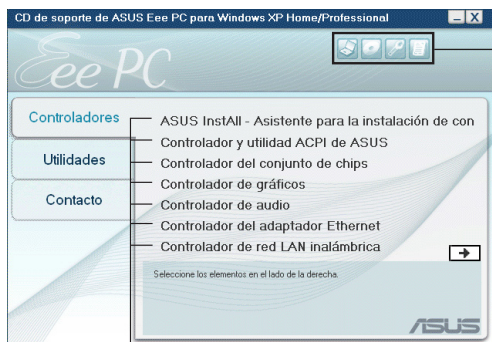 CD de soporte de ASUS Eee PC para Windows XP Home/Professional
Eee PC
Controladores
Utilidades
Contacto
ASUS InstAll - Asistente para la instalación de con
Controlador y utilidad ACPI de ASUS
Controlador del conjunto de chips
Controlador de gráficos
Controlador de audio
Controlador del adaptador Ethernet
Controlador de red LAN inalámbrica
Seleccione los elementos en el lado de la derecha.
ASUS